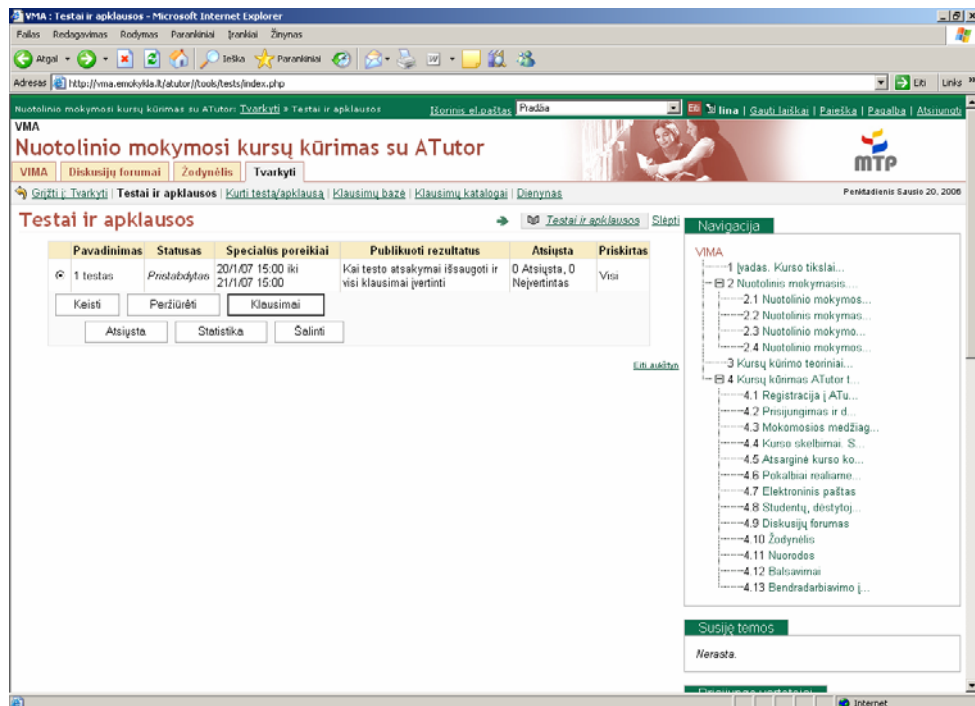 VMA : Testai ir apklausos - Microsoft Internet Explorer
Failas Redagavimas Rodymas Parankiniai Įrankiai Žinynas
Atgal Ieška Parankiniai
Adresas http://vma.emokykla.lt/atutor//tools/tests/index.php Eiti Links »
Nuotolinio mokymosi kursų kūrimas su ATutor: Tvarkyti » Testai ir apklausos Išorinis el.paštas Pradžia Eiti lina | Gauti laiškai | Paieška | Pagalba | Atsijungti
VMA
Nuotolinio mokymosi kursų kūrimas su ATutor
MTP
VIMA Diskusijų forumai Žodynėlis Tvarkyti
Grįžti į: Tvarkyti | Testai ir apklausos | Kurti testą/apklausą | Klausimų bazė | Klausimų katalogai | Dienynas Penktadienis Sausio 20, 2006
Testai ir apklausos Testai ir apklausos Slėpti
Pavadinimas Statusas Specialūs poreikiai Publikuoti rezultatus Atsiųsta Priskirtas
1 testas Pristabdytas 20/1/07 15:00 iki Kai testo atsakymai išsaugoti ir 0 Atsiųsta, 0 Visi
21/1/07 15:00 visi klausimai įvertinti Neįvertintas
Keisti Peržiūrėti Klausimai
Atsiųsta Statistika Šalinti
Eiti aukštyn
Navigacija
VIMA
1 Įvadas. Kurso tikslai...
2 Nuotolinis mokymasis....
2.1 Nuotolinio mokymos...
2.2 Nuotolinis mokymas...
2.3 Nuotolinio mokymo...
2.4 Nuotolinio mokymos...
3 Kursų kūrimo teoriniai...
4 Kursų kūrimas ATutor t...
4.1 Registracija į ATu...
4.2 Prisijungimas ir d...
4.3 Mokomosios medžiag...
4.4 Kurso skelbimai. S...
4.5 Atsarginė kurso ko...
4.6 Pokalbiai realiame...
4.7 Elektroninis paštas
4.8 Studentų, dėstytoj...
4.9 Diskusijų forumas
4.10 Žodynėlis
4.11 Nuorodos
4.12 Balsavimai
4.13 Bendradarbiavimo į...
Susiję temos
Nerasta.
Internet